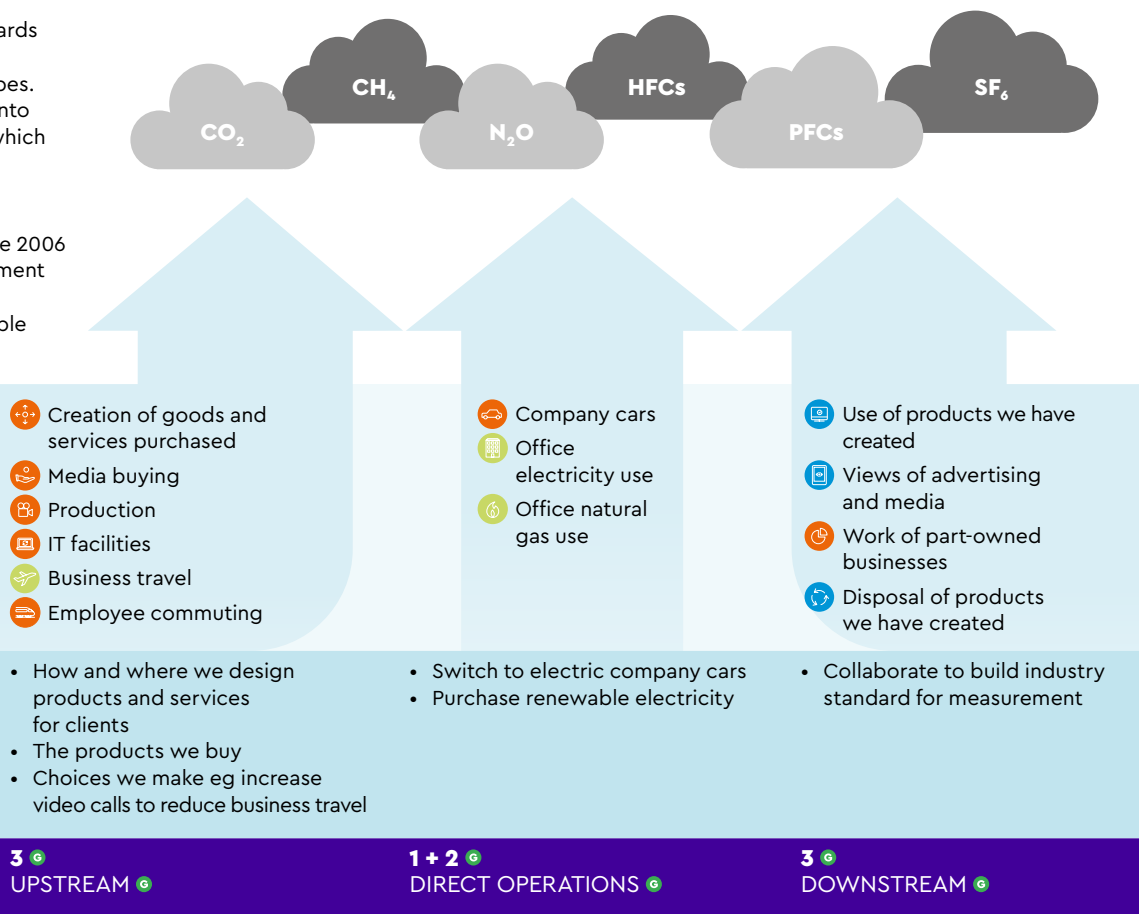 ards
pes.
nto
which
e 2006
ment
ple
CO₂
CH₄
N₂O
HFCs
PFCs
SF₆
Creation of goods and
services purchased
Media buying
Production
IT facilities
Business travel
Employee commuting
Company cars
Office
electricity use
Office natural
gas use
Use of products we have
created
Views of advertising
and media
Work of part-owned
businesses
Disposal of products
we have created
• How and where we design
products and services
for clients
• The products we buy
• Choices we make eg increase
video calls to reduce business travel
• Switch to electric company cars
• Purchase renewable electricity
• Collaborate to build industry
standard for measurement
3 G
UPSTREAM G
1 + 2 G
DIRECT OPERATIONS G
3 G
DOWNSTREAM G